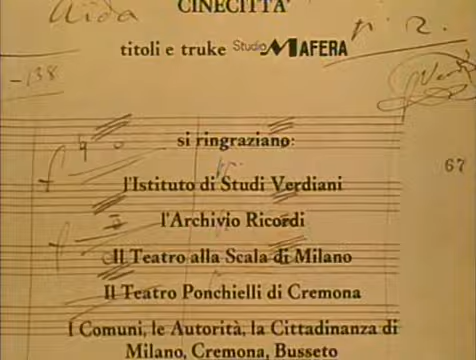 Aida
CINECITTA'
n. 2.
titoli e truke Studio MAFERA
-138
Verdi
si ringraziano:
67
l'Istituto di Studi Verdiani
l'Archivio Ricordi
Il Teatro alla Scala di Milano
Il Teatro Ponchielli di Cremona
I Comuni, le Autorità, la Cittadinanza di
Milano, Cremona, Busseto